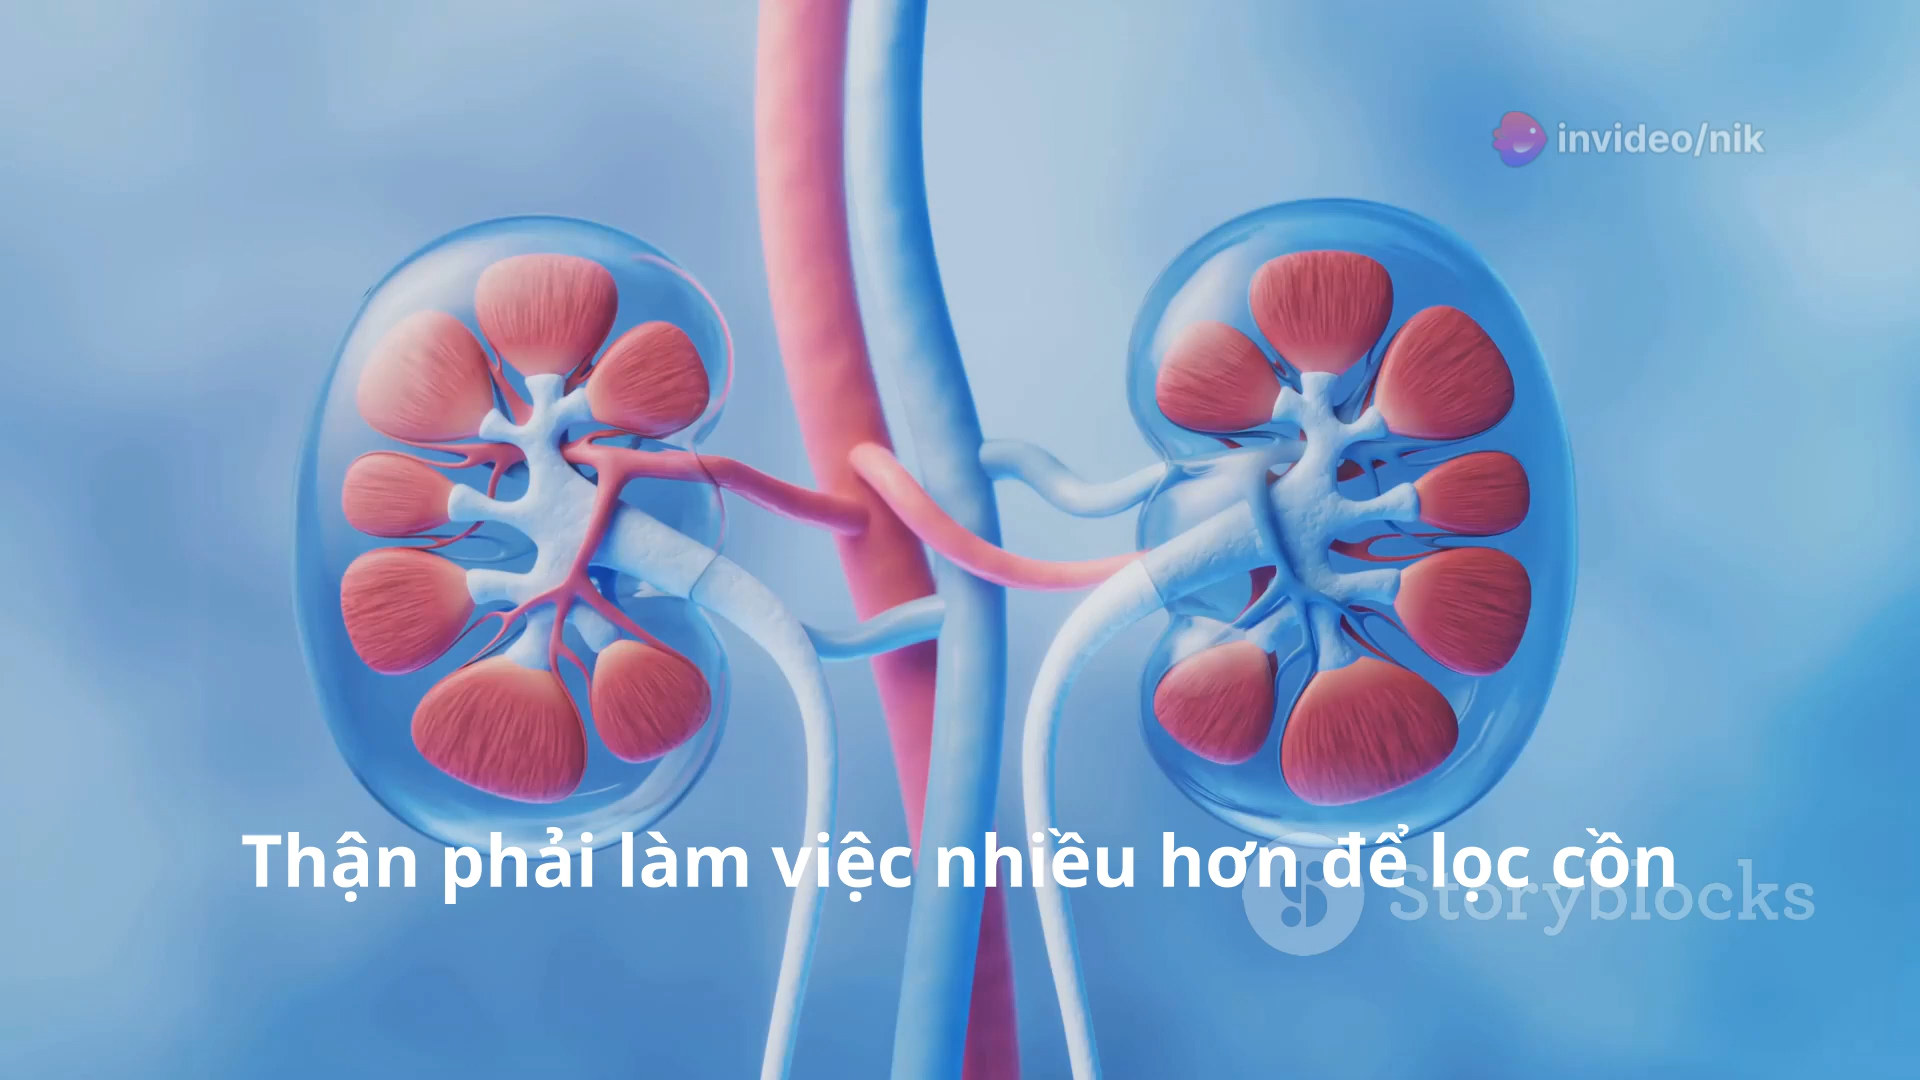 invideo/nik
Thận phải làm việc nhiều hơn để lọc cồn
Storyblocks